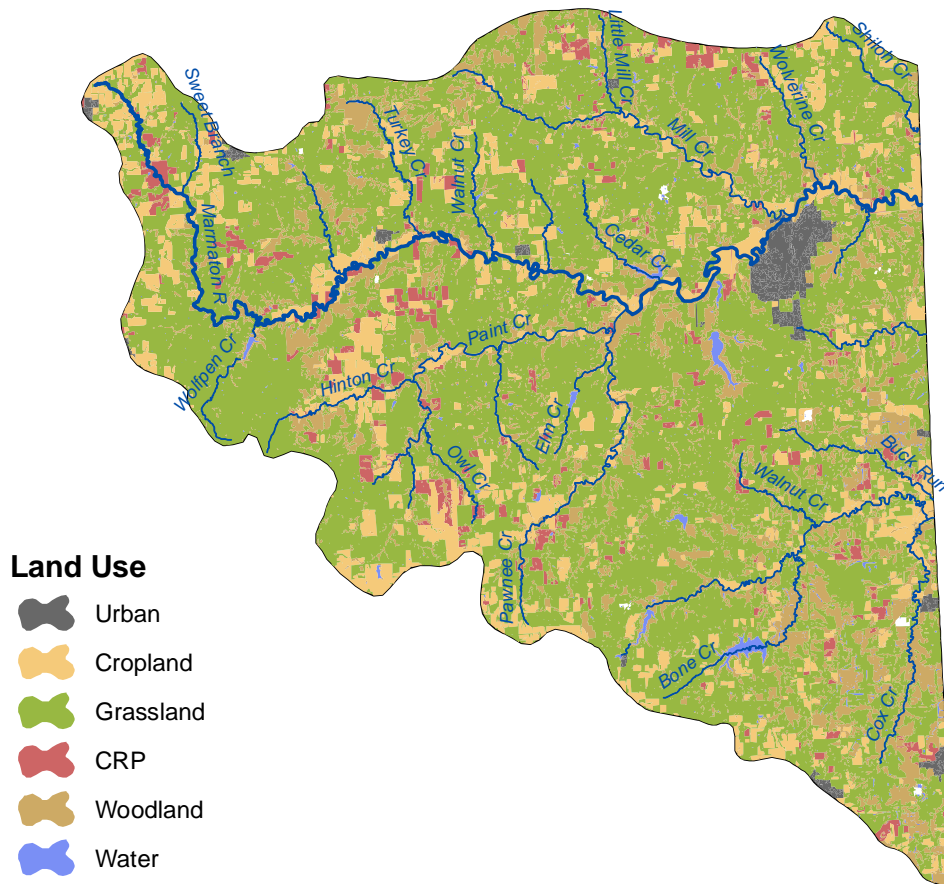 Little Mill Cr
Shiloh Cr
Wolverine Cr
Sweet Branch
Turkey Cr
Mill Cr
Walnut Cr
Marmaton R
Cedar Cr
Paint Cr
Wolfpen Cr
Hinton Cr
Elm Cr
Owl Cr
Buck Run
Walnut Cr
Pawnee Cr
Bone Cr
Cox Cr
Land Use
Urban
Cropland
Grassland
CRP
Woodland
Water